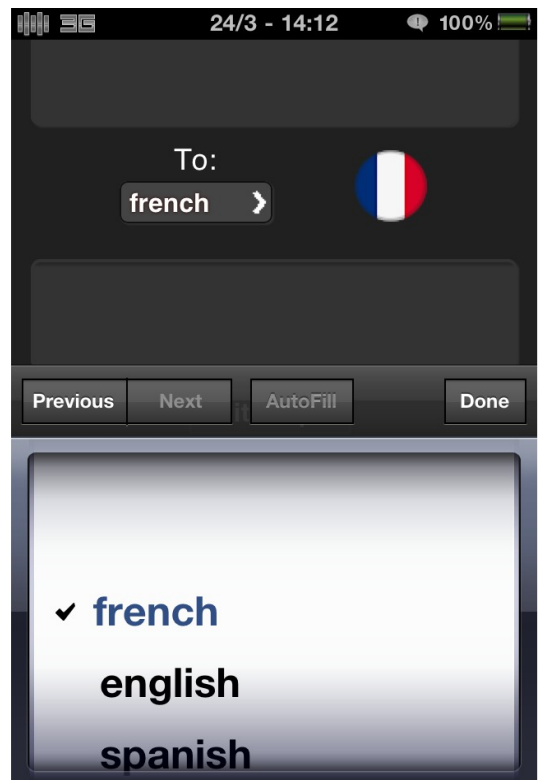 3G 24/3 - 14:12 100%
To:
french
Previous Next AutoFill Done
french
english
spanish